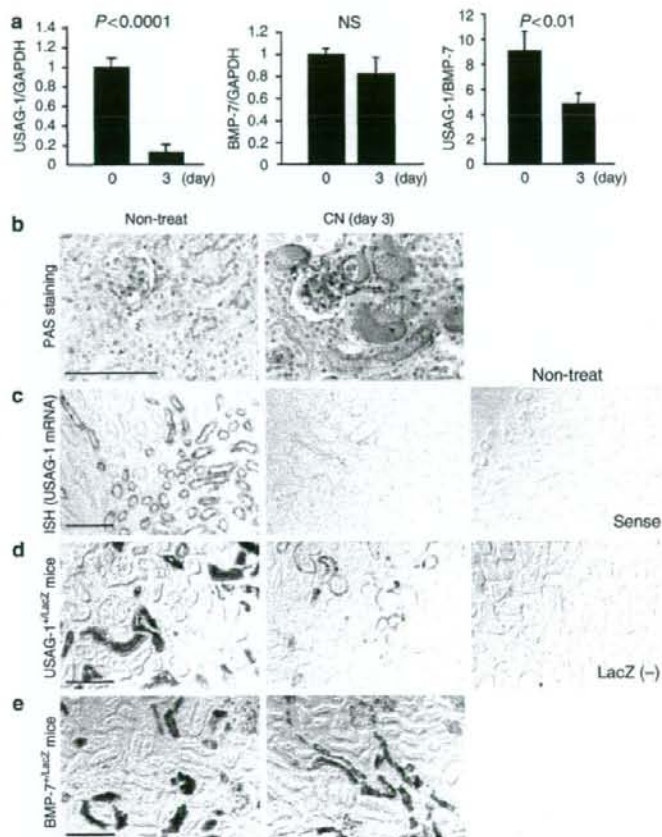 a
P<0.0001
USAG-1/GAPDH
1.4
1.2
1
0.8
0.6
0.4
0.2
0
0
3
(day)
NS
BMP-7/GAPDH
1.2
1
0.8
0.6
0.4
0.2
0
0
3
(day)
P<0.01
USAG-1/BMP-7
12
10
8
6
4
2
0
0
3
(day)
b
Non-treat
CN (day 3)
PAS staining
Non-treat
c
ISH (USAG-1 mRNA)
Sense
d
USAG-1+/LacZ mice
LacZ (–)
e
BMP-7+/LacZ mice